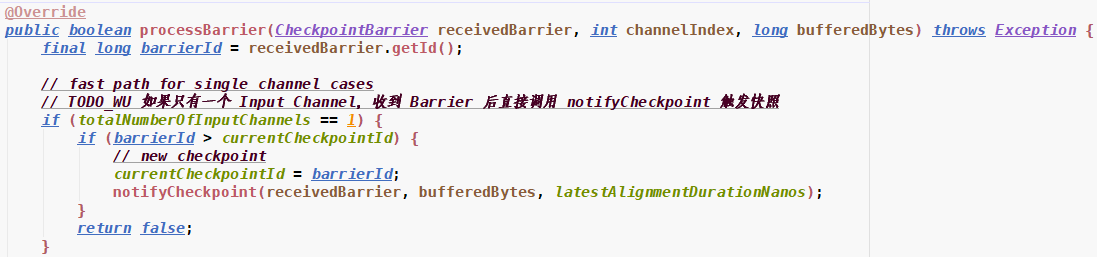 @Override
public boolean processBarrier(CheckpointBarrier receivedBarrier, int channelIndex, long bufferedBytes) throws Exception {
    final long barrierId = receivedBarrier.getId();

    // fast path for single channel cases
    // TODO_WU 如果只有一个 Input Channel，收到 Barrier 后直接调用 notifyCheckpoint 触发快照
    if (totalNumberOfInputChannels == 1) {
        if (barrierId > currentCheckpointId) {
            // new checkpoint
            currentCheckpointId = barrierId;
            notifyCheckpoint(receivedBarrier, bufferedBytes, latestAlignmentDurationNanos);
        }
        return false;
    }